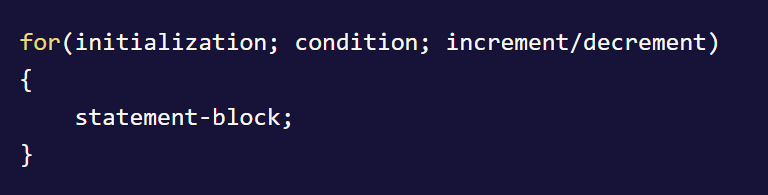 for(initialization; condition; increment/decrement)
{
    statement-block;
}